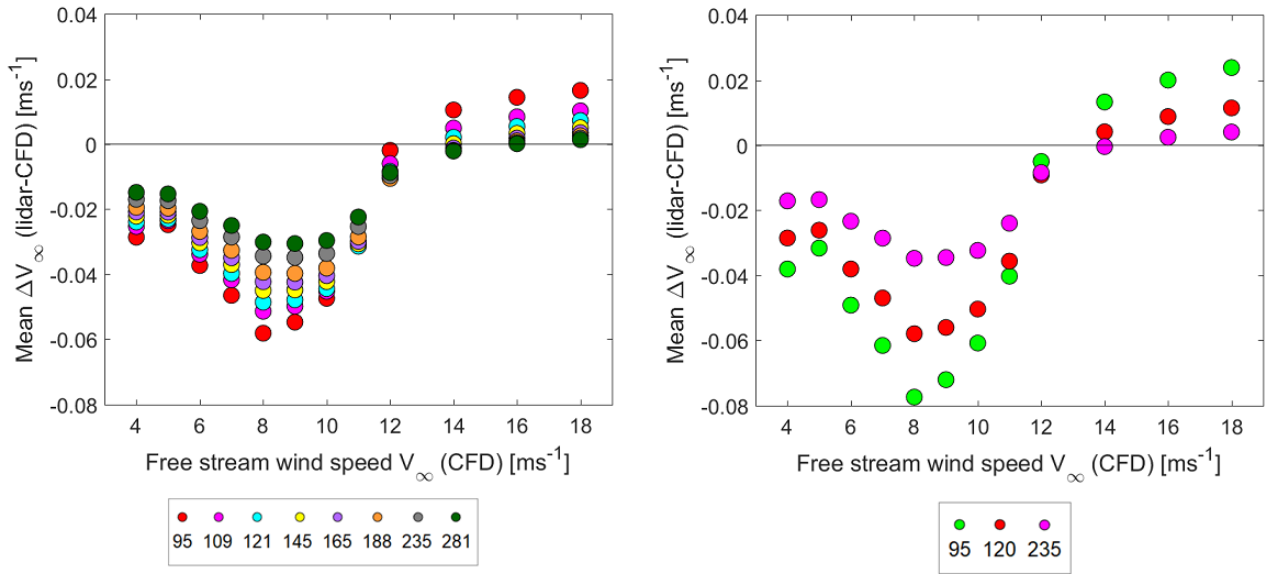 0.04
0.02
0
-0.02
-0.04
-0.06
-0.08
Mean ΔV∞ (lidar-CFD) [ms⁻¹]
4 6 8 10 12 14 16 18
Free stream wind speed V∞ (CFD) [ms⁻¹]
95 109 121 145 165 188 235 281
0.04
0.02
0
-0.02
-0.04
-0.06
-0.08
Mean ΔV∞ (lidar-CFD) [ms⁻¹]
4 6 8 10 12 14 16 18
Free stream wind speed V∞ (CFD) [ms⁻¹]
95 120 235